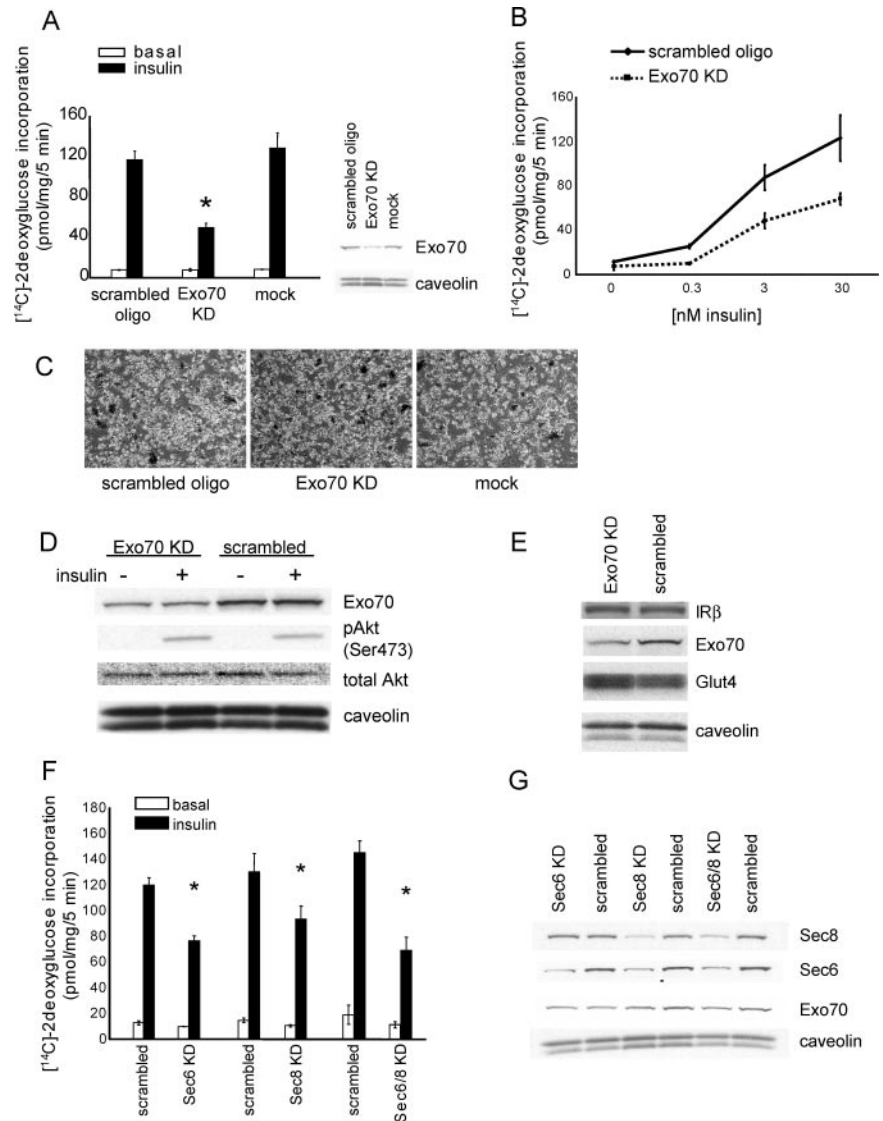 A
basal
insulin
[14C]-2deoxyglucose incorporation
(pmol/mg/5 min)
160
120
80
40
0
*
scrambled
oligo
Exo70
KD
mock
scrambled oligo
Exo70 KD
mock
Exo70
caveolin
B
scrambled oligo
Exo70 KD
[14C]-2deoxyglucose incorporation
(pmol/mg/5 min)
160
120
80
40
0
0
0.3
3
30
[nM insulin]
C
scrambled oligo
Exo70 KD
mock
D
Exo70 KD
scrambled
insulin - + - +
Exo70
pAkt
(Ser473)
total Akt
caveolin
E
Exo70 KD
scrambled
IRβ
Exo70
Glut4
caveolin
F
basal
insulin
[14C]-2deoxyglucose incorporation
(pmol/mg/5 min)
180
160
140
120
100
80
60
40
20
0
*
*
*
scrambled
Sec6 KD
scrambled
Sec8 KD
scrambled
Sec6/8 KD
G
Sec6 KD
scrambled
Sec8 KD
scrambled
Sec6/8 KD
scrambled
Sec8
Sec6
Exo70
caveolin